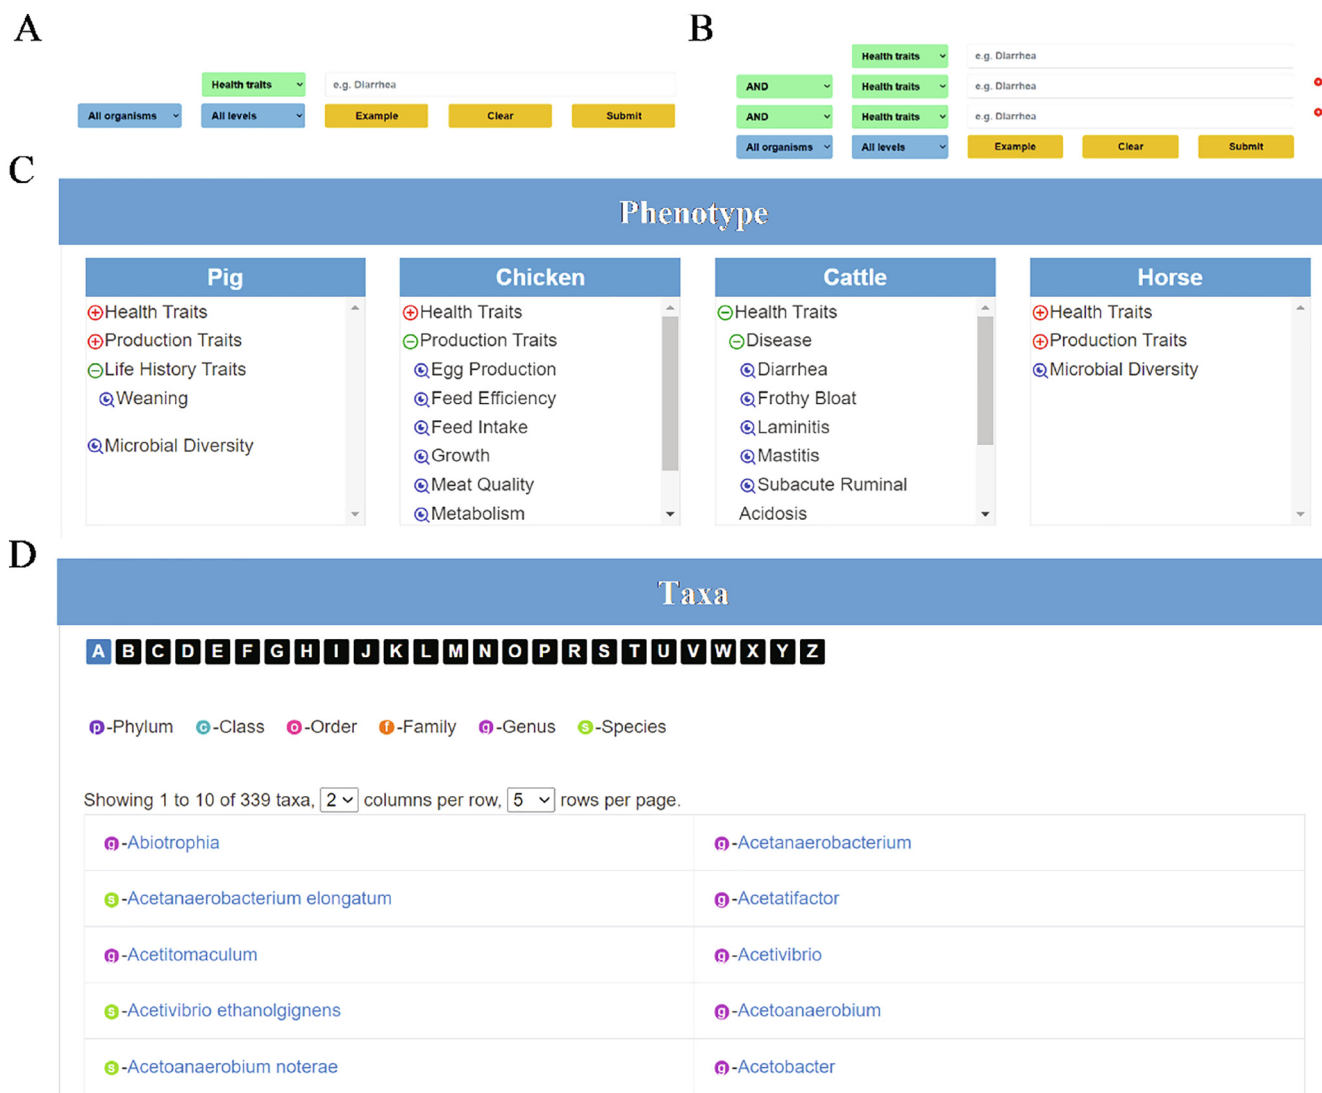 A
Health traits e.g. Diarrhea
All organisms All levels Example Clear Submit
B
Health traits e.g. Diarrhea
AND Health traits e.g. Diarrhea
AND Health traits e.g. Diarrhea
All organisms All levels Example Clear Submit
C
Phenotype
Pig
Health Traits
Production Traits
Life History Traits
Weaning
Microbial Diversity
Chicken
Health Traits
Production Traits
Egg Production
Feed Efficiency
Feed Intake
Growth
Meat Quality
Metabolism
Cattle
Health Traits
Disease
Diarrhea
Frothy Bloat
Laminitis
Mastitis
Subacute Ruminal
Acidosis
Horse
Health Traits
Production Traits
Microbial Diversity
D
Taxa
A B C D E F G H I J K L M N O P R S T U V W X Y Z
p-Phylum c-Class o-Order f-Family g-Genus s-Species
Showing 1 to 10 of 339 taxa, 2 columns per row, 5 rows per page.
g-Abiotrophia g-Acetanaerobacterium
s-Acetanaerobacterium elongatum g-Acetatifactor
g-Acetitomaculum g-Acetivibrio
s-Acetivibrio ethanolgignens g-Acetoanaerobium
s-Acetoanaerobium noterae g-Acetobacter